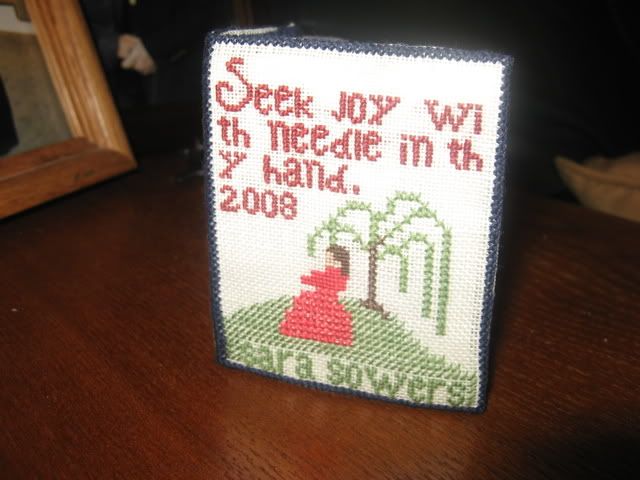 Seek JOY WI
th Needle in th
y hand.
2008
sara Sowers